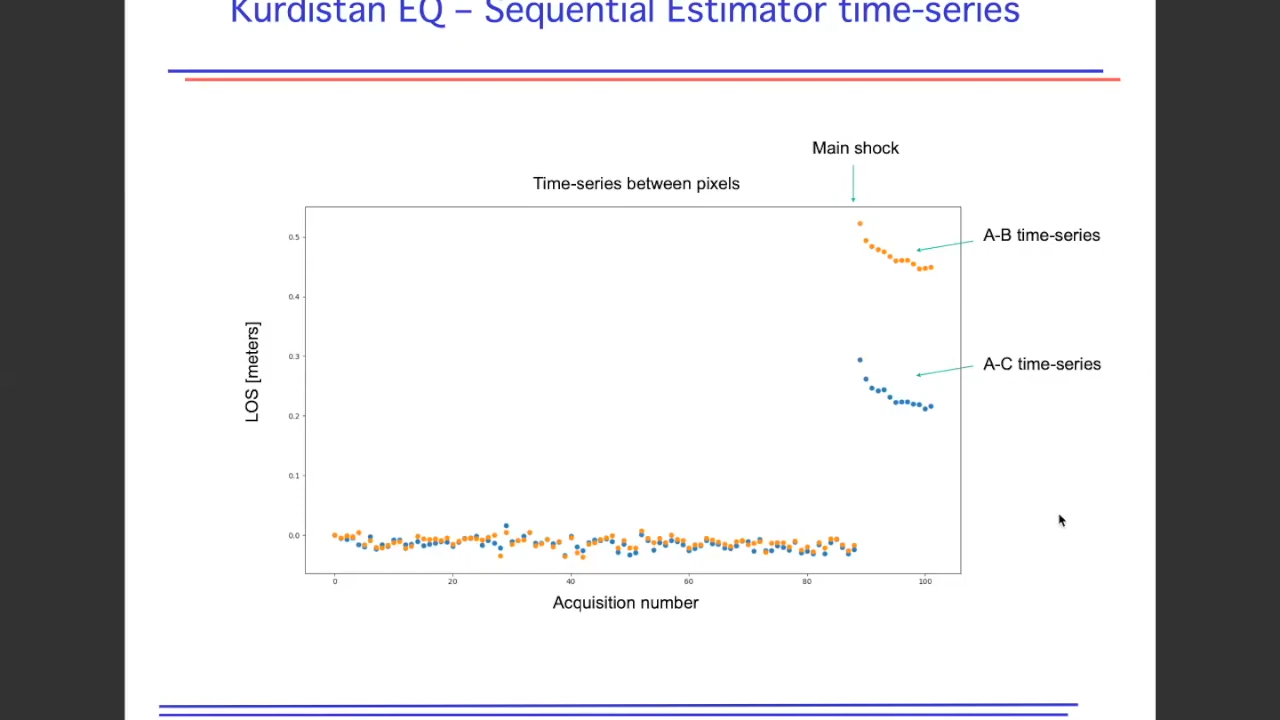 Kurdistan EQ – Sequential Estimator time-series
Main shock
Time-series between pixels
A-B time-series
A-C time-series
LOS [meters]
0.5
0.4
0.3
0.2
0.1
0.0
0 20 40 60 80 100
Acquisition number